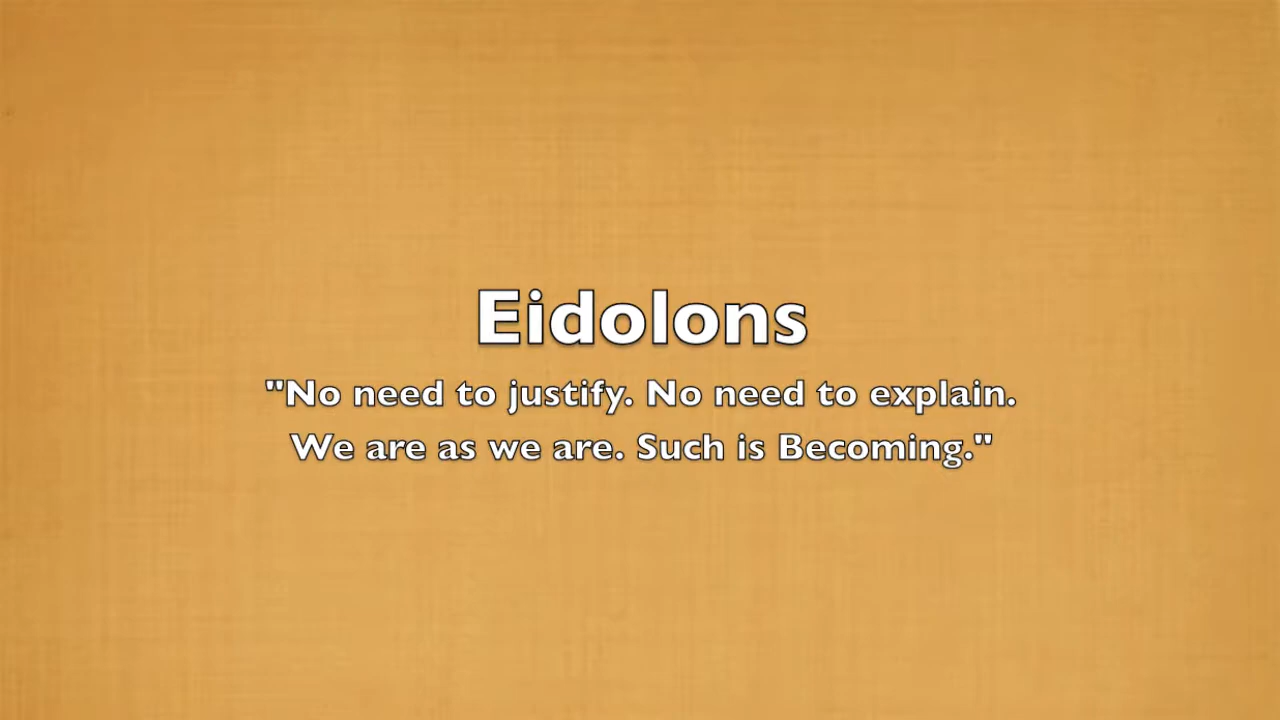 Eidolons
"No need to justify. No need to explain.
We are as we are. Such is Becoming."